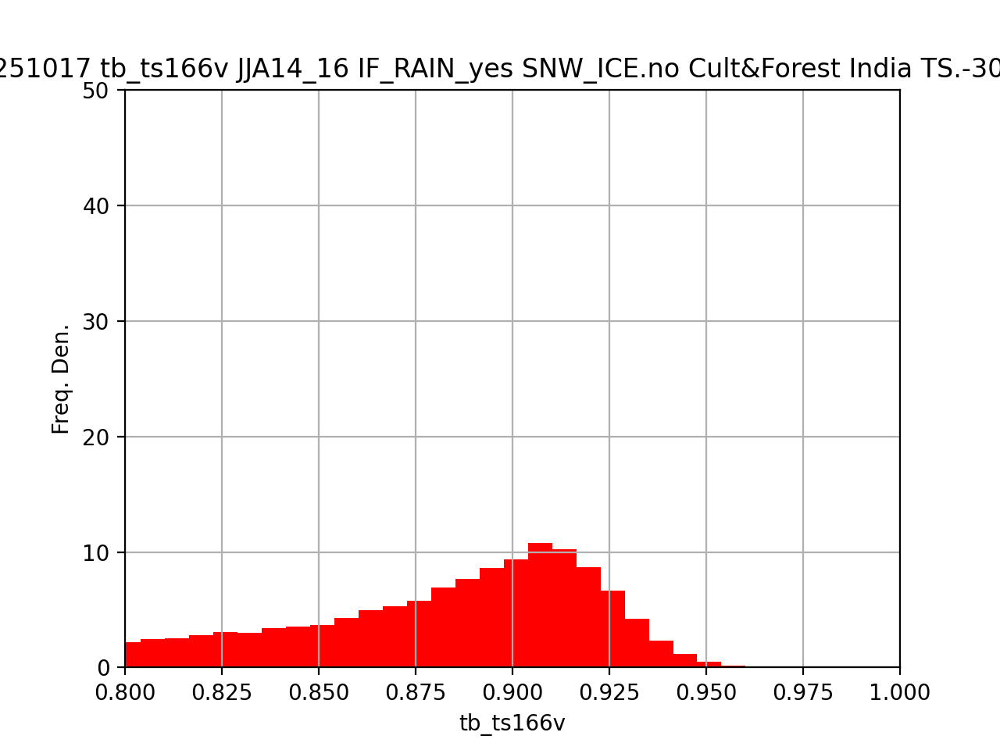 251017 tb_ts166v JJA14_16 IF_RAIN_yes SNW_ICE.no Cult&Forest India TS.-30
50
40
30
20
10
0
Freq. Den.
0.800 0.825 0.850 0.875 0.900 0.925 0.950 0.975 1.000
tb_ts166v